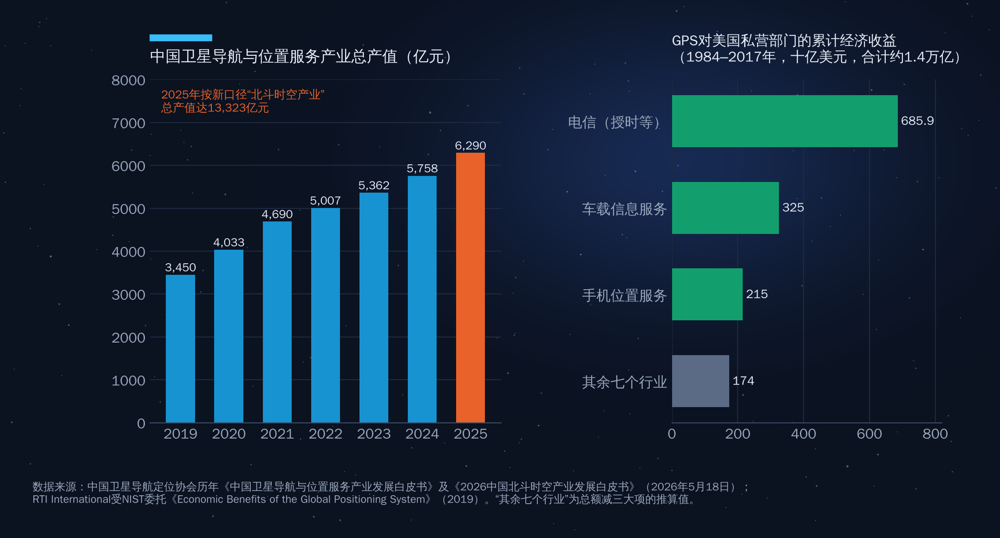 中国卫星导航与位置服务产业总产值（亿元）
8000
7000
6000
5000
4000
3000
2000
1000
0
2025年按新口径“北斗时空产业”
总产值达13,323亿元
3,450
4,033
4,690
5,007
5,362
5,758
6,290
2019
2020
2021
2022
2023
2024
2025
GPS对美国私营部门的累计经济收益
（1984—2017年，十亿美元，合计约1.4万亿）
电信（授时等）
685.9
车载信息服务
325
手机位置服务
215
其余七个行业
174
0
200
400
600
800
数据来源：中国卫星导航定位协会历年《中国卫星导航与位置服务产业发展白皮书》及《2026中国北斗时空产业发展白皮书》（2026年5月18日）；
RTI International受NIST委托《Economic Benefits of the Global Positioning System》（2019）。“其余七个行业”为总额减三大项的推算值。